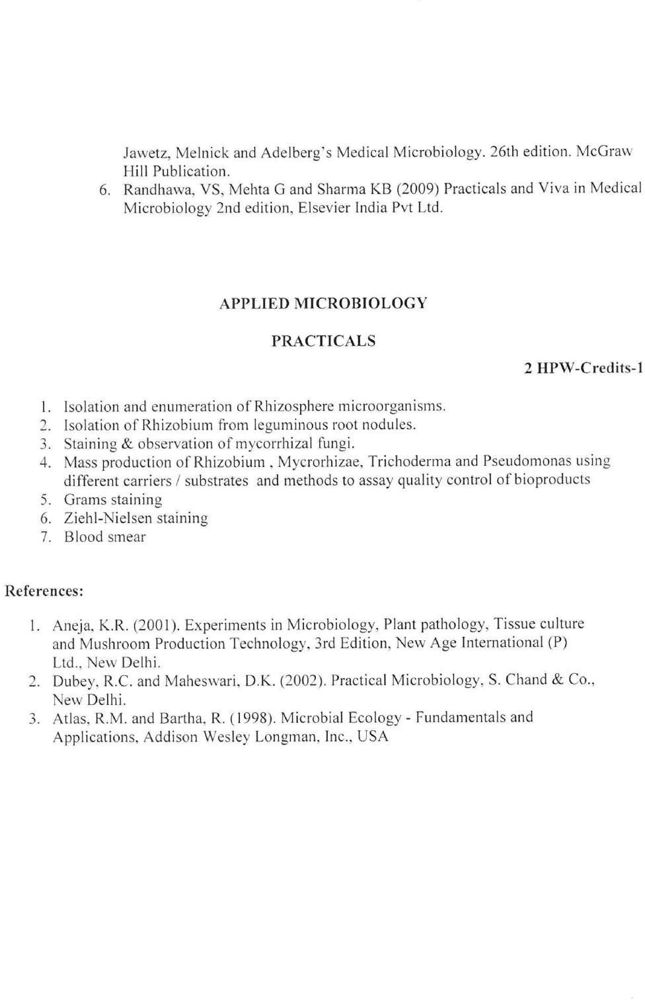 Jawetz, Melnick and Adelberg's Medical Microbiology. 26th edition. McGraw
Hill Publication.
6. Randhawa, VS, Mehta G and Sharma KB (2009) Practicals and Viva in Medical
Microbiology 2nd edition, Elsevier India Pvt Ltd.
APPLIED MICROBIOLOGY
PRACTICALS
2 HPW-Credits-1
1. Isolation and enumeration of Rhizosphere microorganisms.
2. Isolation of Rhizobium from leguminous root nodules.
3. Staining & observation of mycorrhizal fungi.
4. Mass production of Rhizobium , Mycrorhizae, Trichoderma and Pseudomonas using
different carriers / substrates and methods to assay quality control of bioproducts
5. Grams staining
6. Ziehl-Nielsen staining
7. Blood smear
References:
1. Aneja, K.R. (2001). Experiments in Microbiology, Plant pathology, Tissue culture
and Mushroom Production Technology, 3rd Edition, New Age International (P)
Ltd., New Delhi.
2. Dubey, R.C. and Maheswari, D.K. (2002). Practical Microbiology, S. Chand & Co.,
New Delhi.
3. Atlas, R.M. and Bartha, R. (1998). Microbial Ecology - Fundamentals and
Applications, Addison Wesley Longman, Inc., USA